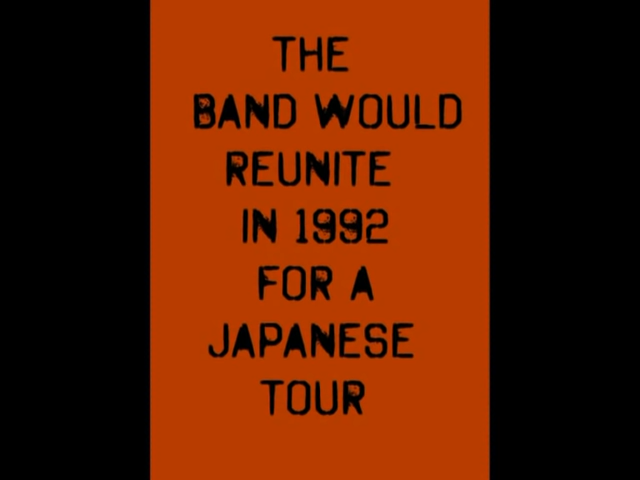 THE
BAND WOULD
REUNITE
IN 1992
FOR A
JAPANESE
TOUR